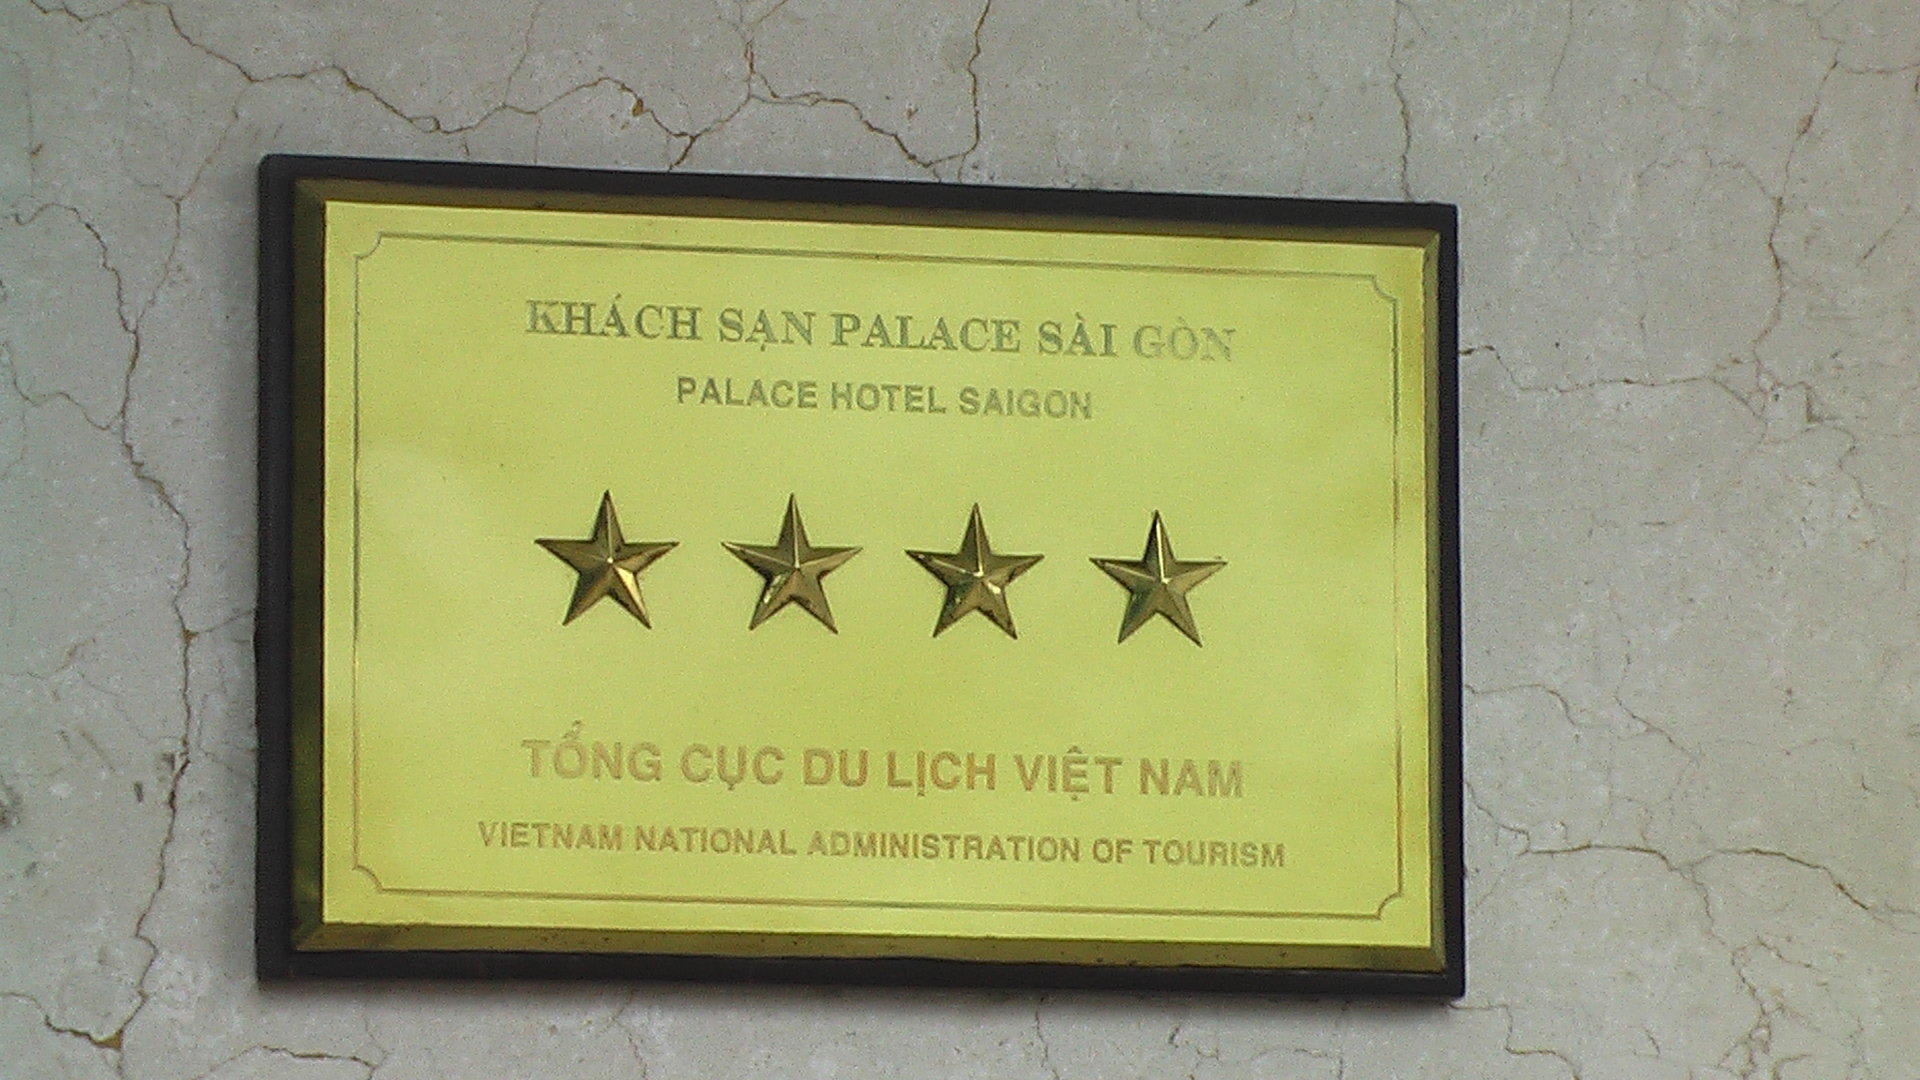 KHÁCH SẠN PALACE SÀI GÒN
PALACE HOTEL SAIGON
TỔNG CỤC DU LỊCH VIỆT NAM
VIETNAM NATIONAL ADMINISTRATION OF TOURISM